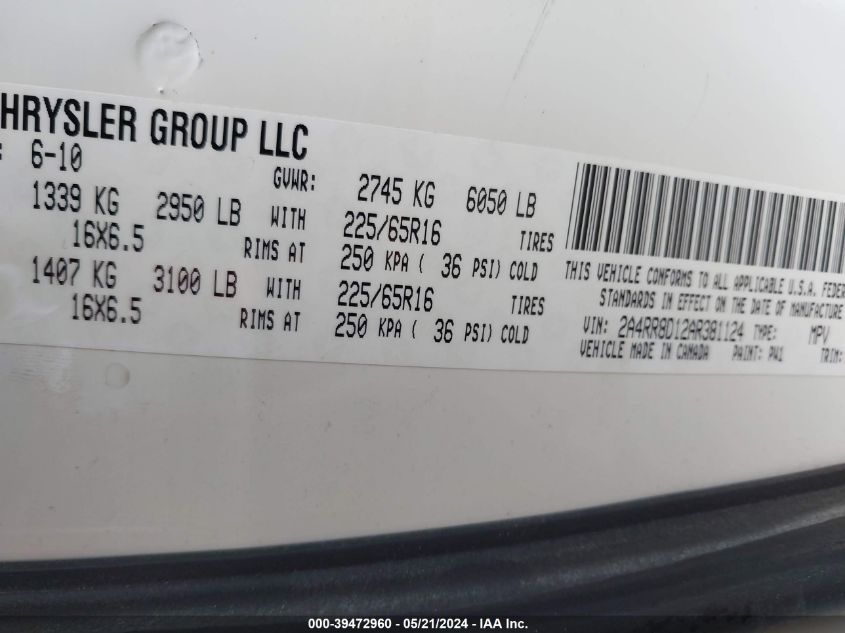 HRYSLER GROUP LLC
: 6-10 GVWR: 2745 KG 6050 LB
1339 KG 2950 LB WITH 225/65R16 TIRES
16X6.5 RIMS AT 250 KPA ( 36 PSI) COLD
1407 KG 3100 LB WITH 225/65R16 TIRES
16X6.5 RIMS AT 250 KPA ( 36 PSI) COLD
THIS VEHICLE CONFORMS TO ALL APPLICABLE U.S.A. FEDER
STANDARDS IN EFFECT ON THE DATE OF MANUFACTURE
VIN: 2A4RR8D12AR381124 TYPE: MPV
VEHICLE MADE IN CANADA PAINT: PW1 TRIM:
000-39472960 - 05/21/2024 - IAA Inc.